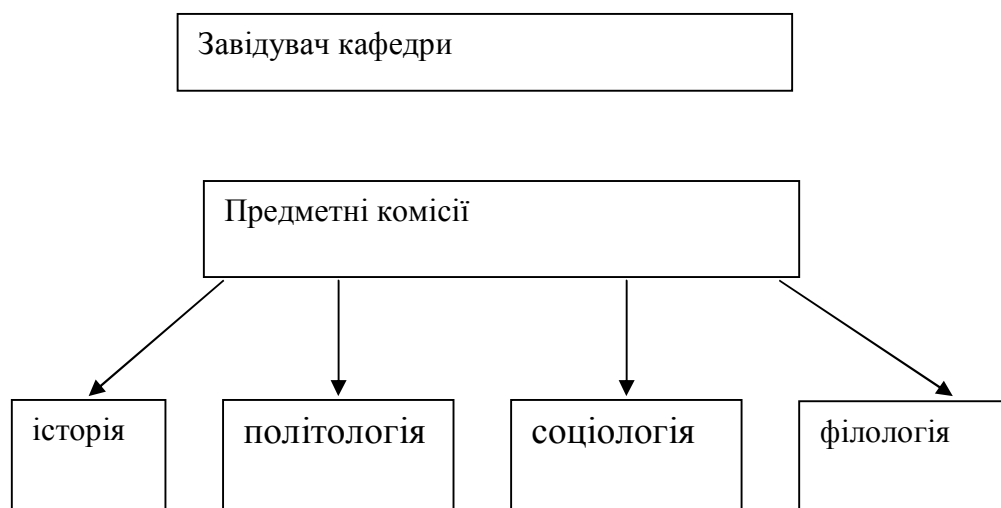 Завідувач кафедри
Предметні комісії
історія
політологія
соціологія
філологія